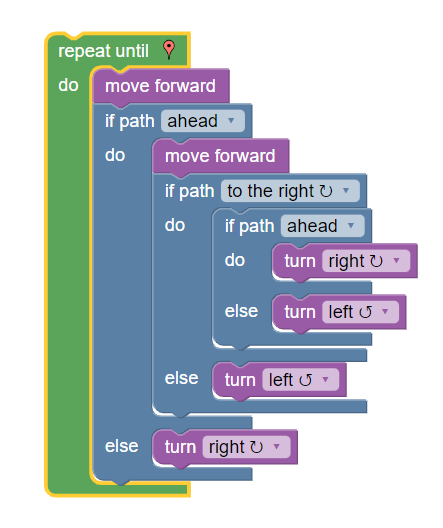 repeat until
do move forward
if path ahead
do move forward
if path to the right ↻
do if path ahead
do turn right ↻
else turn left ↺
else turn left ↺
else turn right ↻